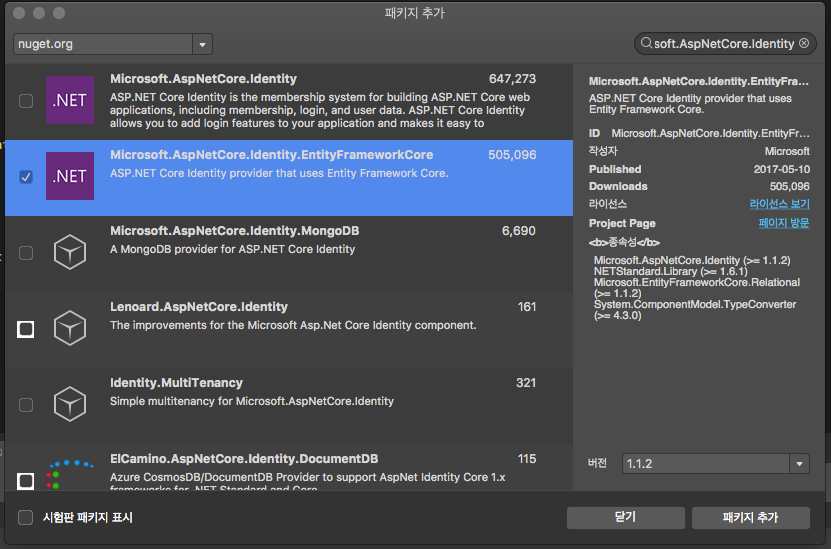 패키지 추가
nuget.org
soft.AspNetCore.Identity
.NET
Microsoft.AspNetCore.Identity 647,273
ASP.NET Core Identity is the membership system for building ASP.NET Core web
applications, including membership, login, and user data. ASP.NET Core Identity
allows you to add login features to your application and makes it easy to
.NET
Microsoft.AspNetCore.Identity.EntityFrameworkCore 505,096
ASP.NET Core Identity provider that uses Entity Framework Core.
Microsoft.AspNetCore.Identity.MongoDB 6,690
A MongoDB provider for ASP.NET Core Identity
Lenoard.AspNetCore.Identity 161
The improvements for the Microsoft Asp.Net Core Identity component.
Identity.MultiTenancy 321
Simple multitenancy for Microsoft.AspNetCore.Identity
ElCamino.AspNetCore.Identity.DocumentDB 115
Azure CosmosDB/DocumentDB Provider to support AspNet Identity Core 1.x
frameworks for .NET Standard and Core
Microsoft.AspNetCore.Identity.EntityFra...
ASP.NET Core Identity provider that uses
Entity Framework Core.
ID Microsoft.AspNetCore.Identity.EntityFr...
작성자 Microsoft
Published 2017-05-10
Downloads 505,096
라이선스 라이선스 보기
Project Page 페이지 방문
<b>종속성</b>
Microsoft.AspNetCore.Identity (>= 1.1.2)
NETStandard.Library (>= 1.6.1)
Microsoft.EntityFrameworkCore.Relational
(>= 1.1.2)
System.ComponentModel.TypeConverter
(>= 4.3.0)
버전 1.1.2
시험판 패키지 표시
닫기
패키지 추가